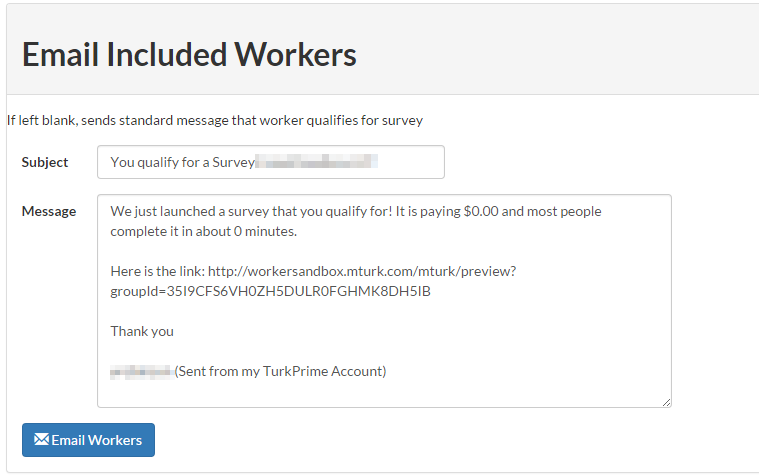 Email Included Workers
If left blank, sends standard message that worker qualifies for survey
Subject
You qualify for a Survey
Message
We just launched a survey that you qualify for! It is paying $0.00 and most people
complete it in about 0 minutes.
Here is the link: http://workersandbox.mturk.com/mturk/preview?
groupId=35I9CFS6VH0ZH5DULR0FGHMK8DH5IB
Thank you
(Sent from my TurkPrime Account)
Email Workers